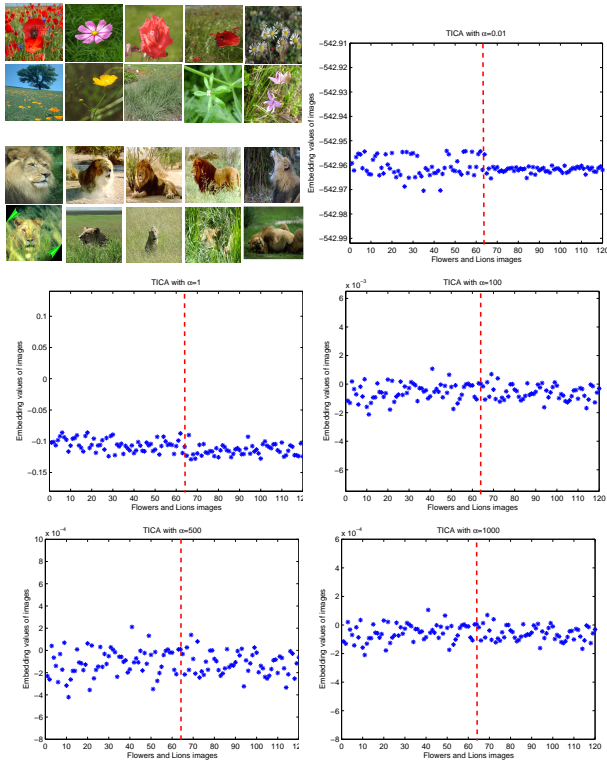 TICA with α=0.01
−542.91
−542.92
−542.93
−542.94
−542.95
−542.96
−542.97
−542.98
−542.99
Embedding values of images
0 10 20 30 40 50 60 70 80 90 100 110 120
Flowers and Lions images
TICA with α=1
0.1
0.05
0
−0.05
−0.1
−0.15
Embedding values of images
0 10 20 30 40 50 60 70 80 90 100 110 120
Flowers and Lions images
TICA with α=100
x 10⁻³
6
4
2
0
−2
−4
−6
Embedding values of images
0 10 20 30 40 50 60 70 80 90 100 110 120
Flowers and Lions images
TICA with α=500
x 10⁻⁴
10
8
6
4
2
0
−2
−4
−6
−8
Embedding values of images
0 10 20 30 40 50 60 70 80 90 100 110 120
Flowers and Lions images
TICA with α=1000
x 10⁻⁴
8
6
4
2
0
−2
−4
−6
−8
Embedding values of images
0 10 20 30 40 50 60 70 80 90 100 110 120
Flowers and Lions images